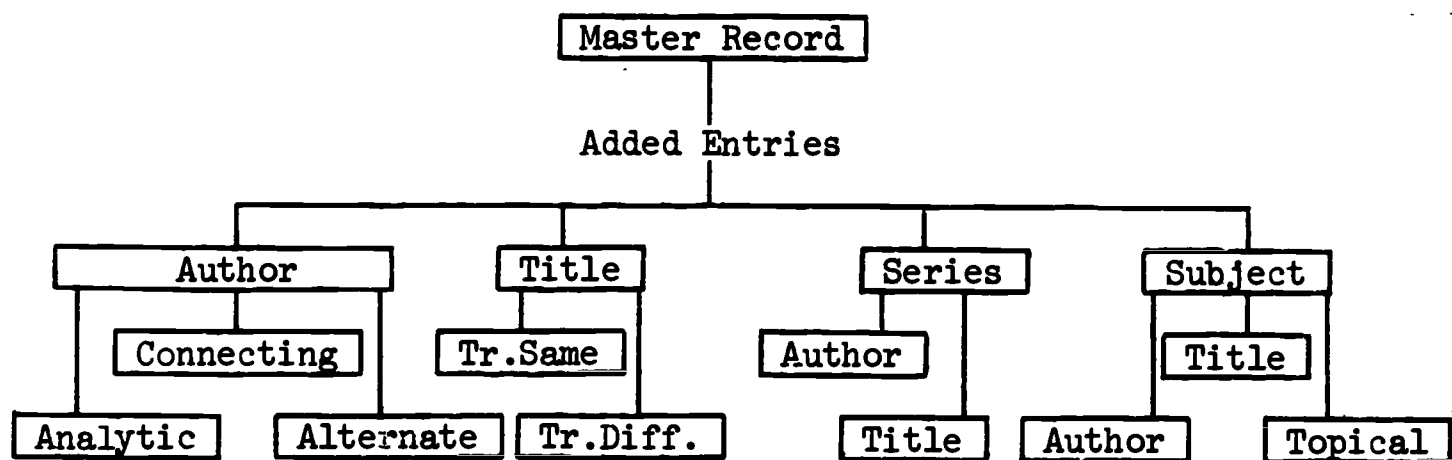 Master Record
Added Entries
Author Title Series Subject
Connecting Tr.Same Author Title
Analytic Alternate Tr.Diff. Title Author Topical